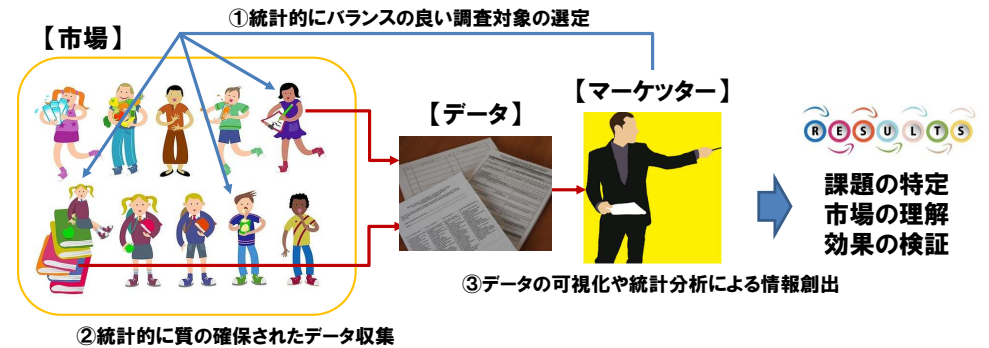 ①統計的にバランスの良い調査対象の選定
【市場】
【データ】
【マーケッター】
RESULTS
課題の特定
市場の理解
効果の検証
③データの可視化や統計分析による情報創出
②統計的に質の確保されたデータ収集